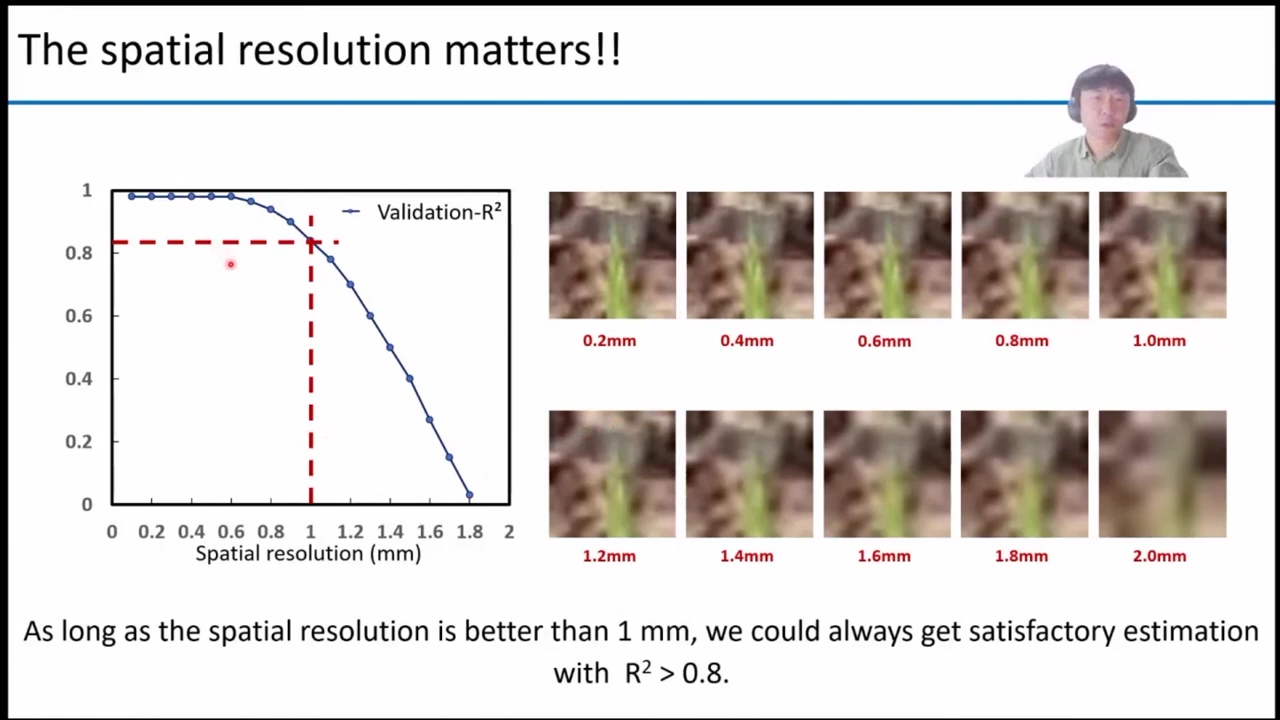 The spatial resolution matters!!
Validation-R²
1
0.8
0.6
0.4
0.2
0
0 0.2 0.4 0.6 0.8 1 1.2 1.4 1.6 1.8 2
Spatial resolution (mm)
0.2mm 0.4mm 0.6mm 0.8mm 1.0mm
1.2mm 1.4mm 1.6mm 1.8mm 2.0mm
As long as the spatial resolution is better than 1 mm, we could always get satisfactory estimation
with R² > 0.8.